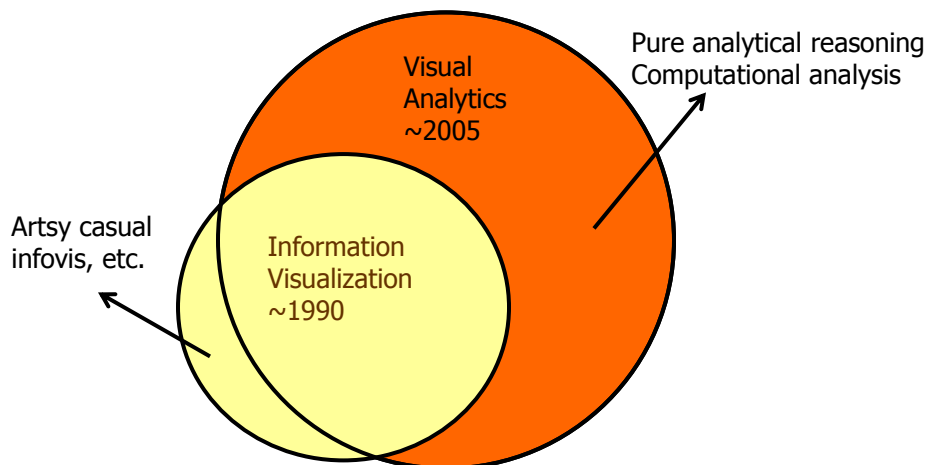 Visual
Analytics
~2005
Pure analytical reasoning
Computational analysis
Artsy casual
infovis, etc.
Information
Visualization
~1990